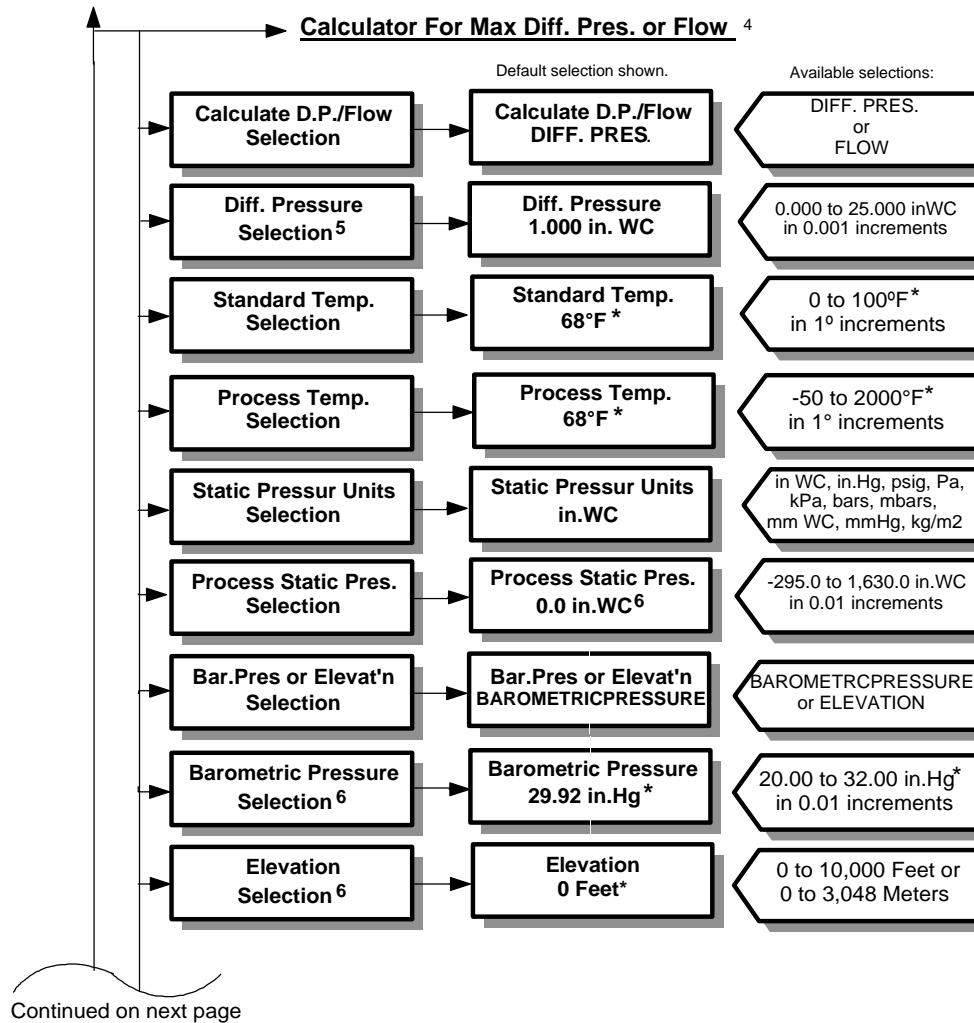 Calculator For Max Diff. Pres. or Flow 4
Default selection shown.
Available selections:
Calculate D.P./Flow
Selection
Calculate D.P./Flow
DIFF. PRES.
DIFF. PRES.
or
FLOW
Diff. Pressure
Selection 5
Diff. Pressure
1.000 in. WC
0.000 to 25.000 inWC
in 0.001 increments
Standard Temp.
Selection
Standard Temp.
68°F *
0 to 100ºF*
in 1º increments
Process Temp.
Selection
Process Temp.
68°F *
-50 to 2000°F*
in 1° increments
Static Pressur Units
Selection
Static Pressur Units
in.WC
in WC, in.Hg, psig, Pa,
kPa, bars, mbars,
mm WC, mmHg, kg/m2
Process Static Pres.
Selection
Process Static Pres.
0.0 in.WC 6
-295.0 to 1,630.0 in.WC
in 0.01 increments
Bar.Pres or Elevat'n
Selection
Bar.Pres or Elevat'n
BAROMETRICPRESSURE
BAROMETRCPRESSURE
or ELEVATION
Barometric Pressure
Selection 6
Barometric Pressure
29.92 in.Hg*
20.00 to 32.00 in.Hg*
in 0.01 increments
Elevation
Selection 6
Elevation
0 Feet*
0 to 10,000 Feet or
0 to 3,048 Meters
Continued on next page